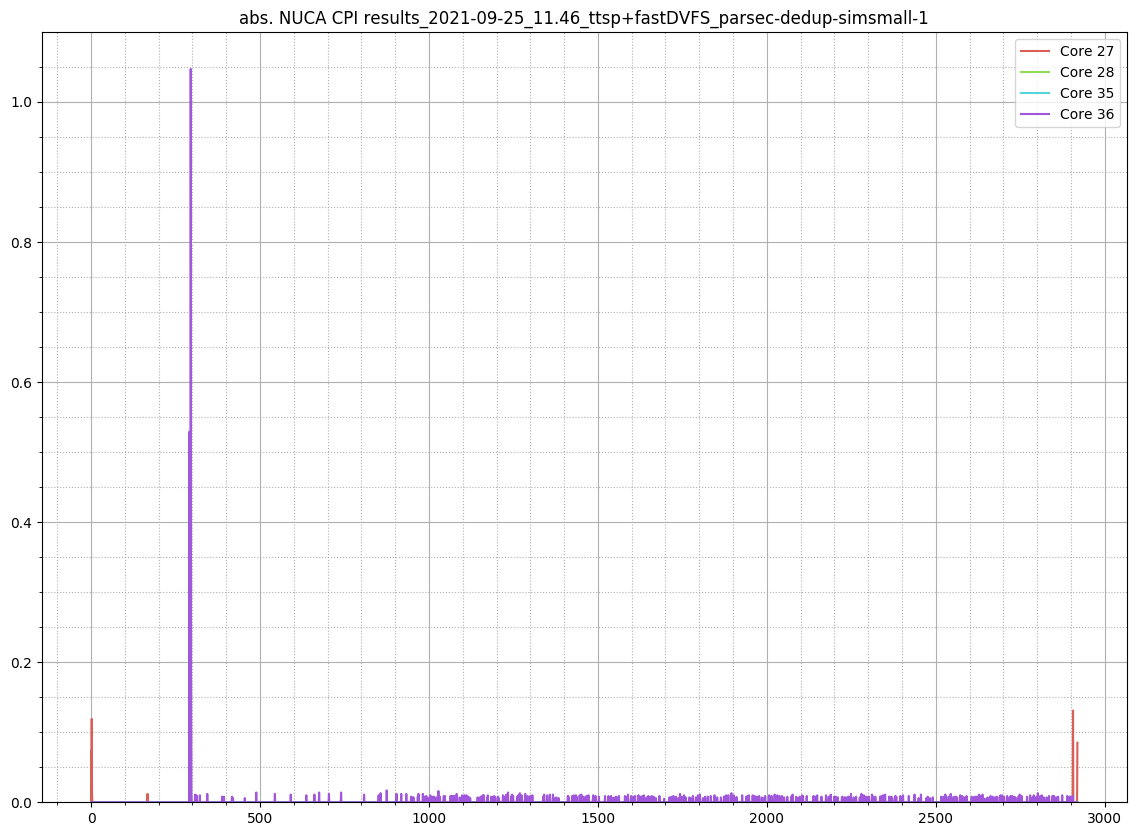 abs. NUCA CPI results_2021-09-25_11.46_ttsp+fastDVFS_parsec-dedup-simsmall-1
Core 27
Core 28
Core 35
Core 36
1.0
0.8
0.6
0.4
0.2
0.0
0 500 1000 1500 2000 2500 3000